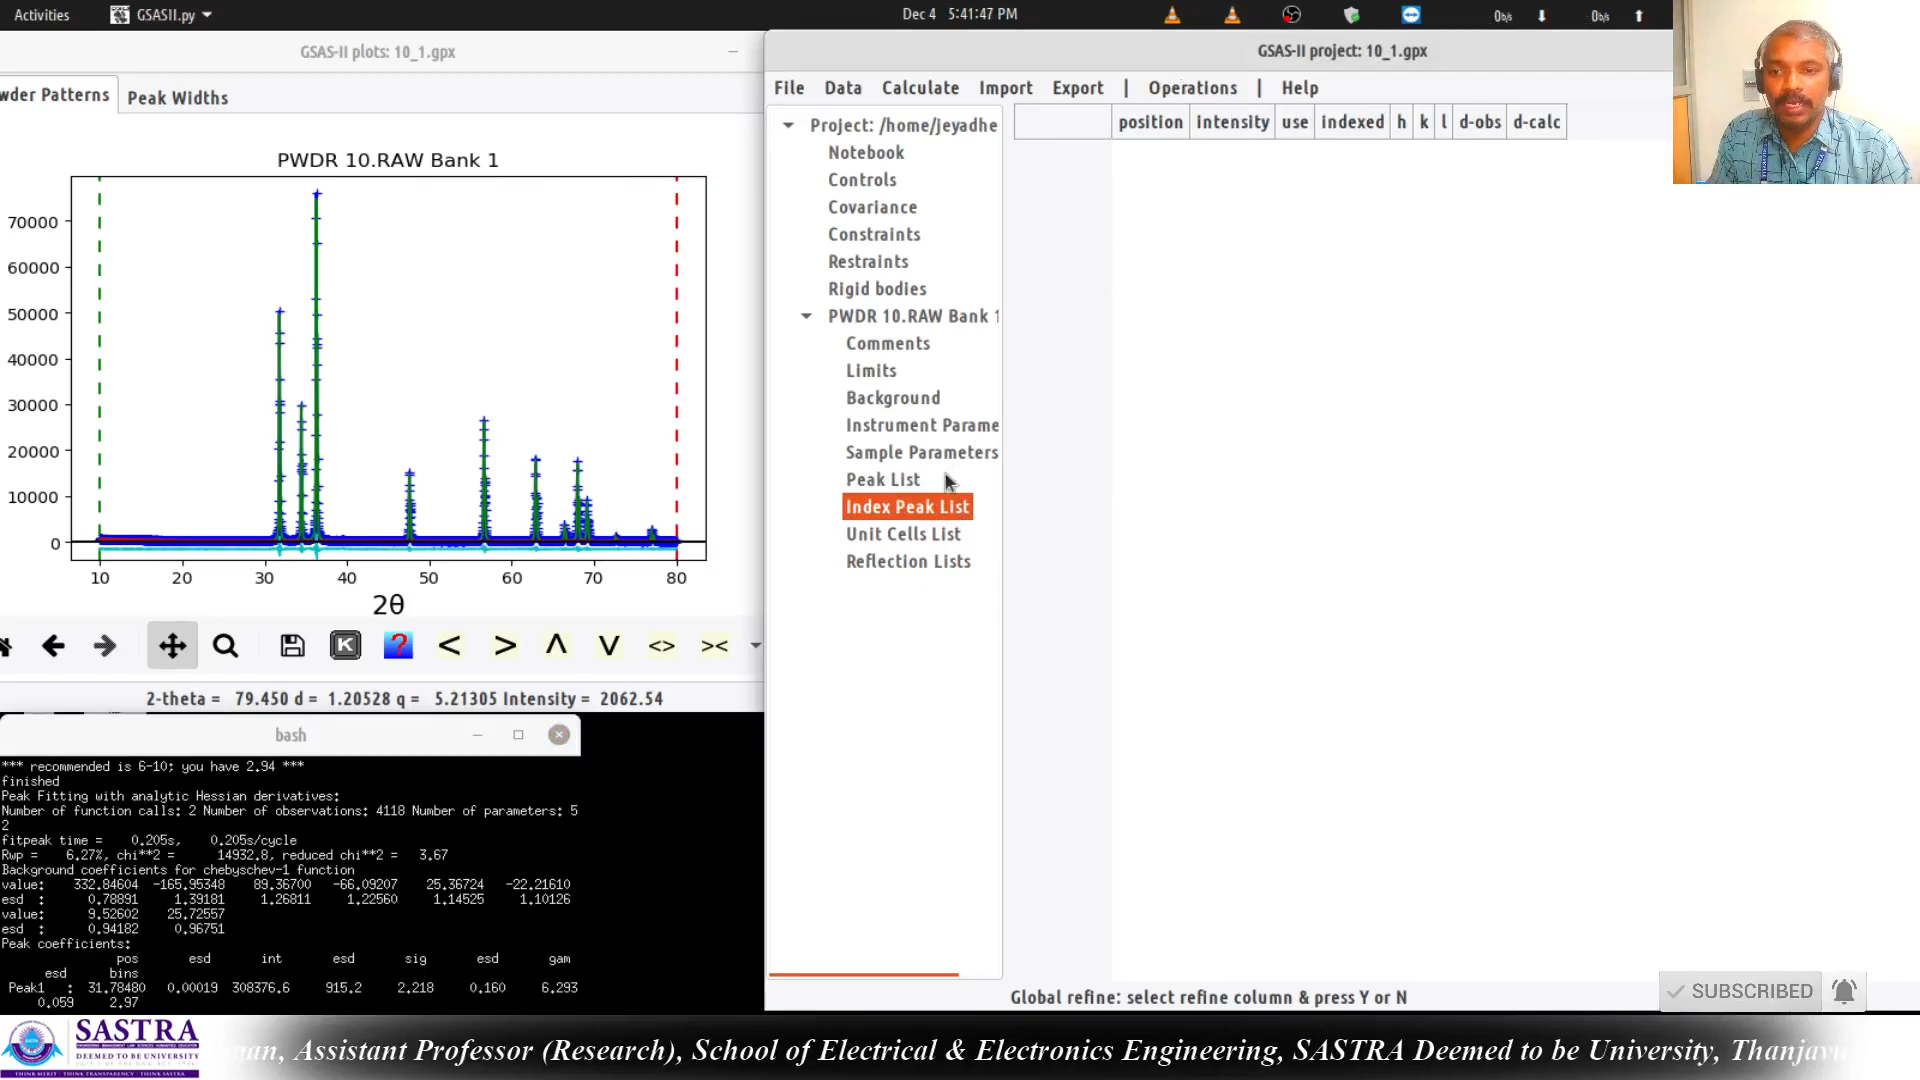 Activities
GSASII.py
Dec 4 5:41:47 PM
0b/s
0b/s
GSAS-II plots: 10_1.gpx
wder Patterns
Peak Widths
PWDR 10.RAW Bank 1
70000
60000
50000
40000
30000
20000
10000
0
10 20 30 40 50 60 70 80
2θ
K
?
< > Λ V <> ><
2-theta = 79.450 d = 1.20528 q = 5.21305 Intensity = 2062.54
GSAS-II project: 10_1.gpx
File Data Calculate Import Export | Operations | Help
Project: /home/jeyadhe
Notebook
Controls
Covariance
Constraints
Restraints
Rigid bodies
PWDR 10.RAW Bank 1
Comments
Limits
Background
Instrument Parame
Sample Parameters
Peak List
Index Peak List
Unit Cells List
Reflection Lists
position intensity use indexed h k l d-obs d-calc
Global refine: select refine column & press Y or N
SUBSCRIBED
bash
*** recommended is 6-10; you have 2.94 ***
finished
Peak Fitting with analytic Hessian derivatives:
Number of function calls: 2 Number of observations: 4118 Number of parameters: 5
2
fitpeak time = 0.205s, 0.205s/cycle
Rwp = 6.27%, chi**2 = 14932.8, reduced chi**2 = 3.67
Background coefficients for chebyschev-1 function
value: 332.84604 -165.95348 89.36700 -66.09207 25.36724 -22.21610
esd : 0.78891 1.39181 1.26811 1.22560 1.14525 1.10126
value: 9.52602 25.72557
esd : 0.94182 0.96751
Peak coefficients:
pos esd int esd sig esd gam
esd bins
Peak1 : 31.78480 0.00019 308376.6 915.2 2.218 0.160 6.293
0.059 2.97
SASTRA
DEEMED TO BE UNIVERSITY
THINK MERIT · THINK TRANSPARENCY · THINK SASTRA
an, Assistant Professor (Research), School of Electrical & Electronics Engineering, SASTRA Deemed to be University, Thanjavu